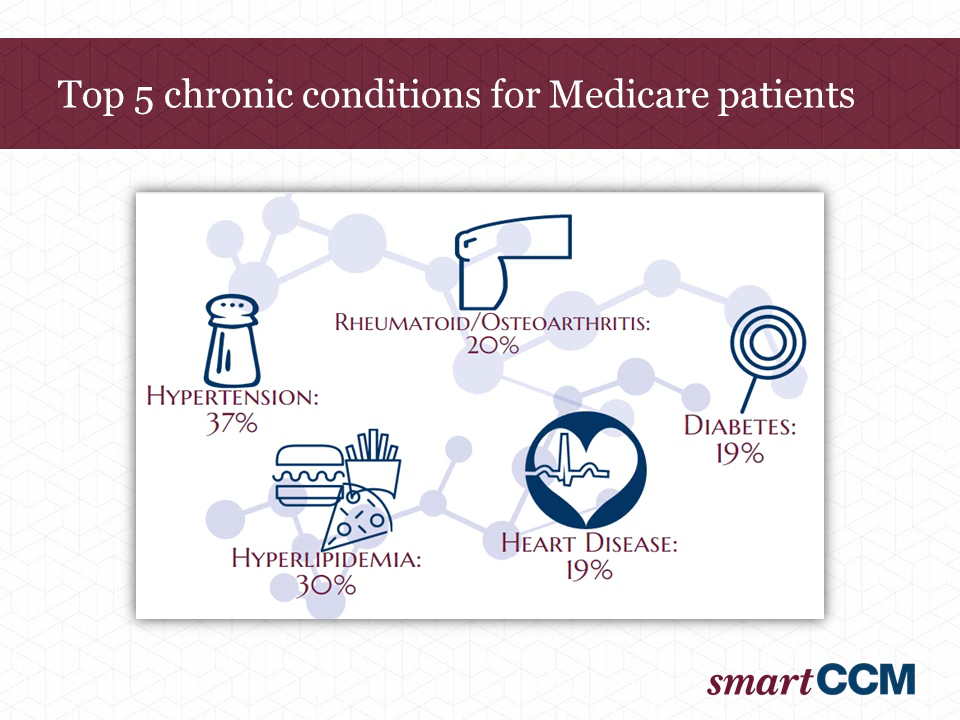 Top 5 chronic conditions for Medicare patients
Rheumatoid/Osteoarthritis:
20%
Hypertension:
37%
Diabetes:
19%
Hyperlipidemia:
30%
Heart Disease:
19%
smartCCM